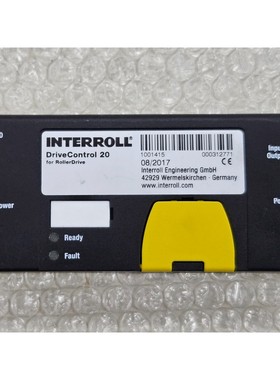 INTERROLL
DriveControl 20
for RollerDrive
1001415 000312771
08/2017 CE
Interroll Engineering GmbH
42929 Wermelskirchen · Germany
www.interroll.com
Ready
Fault